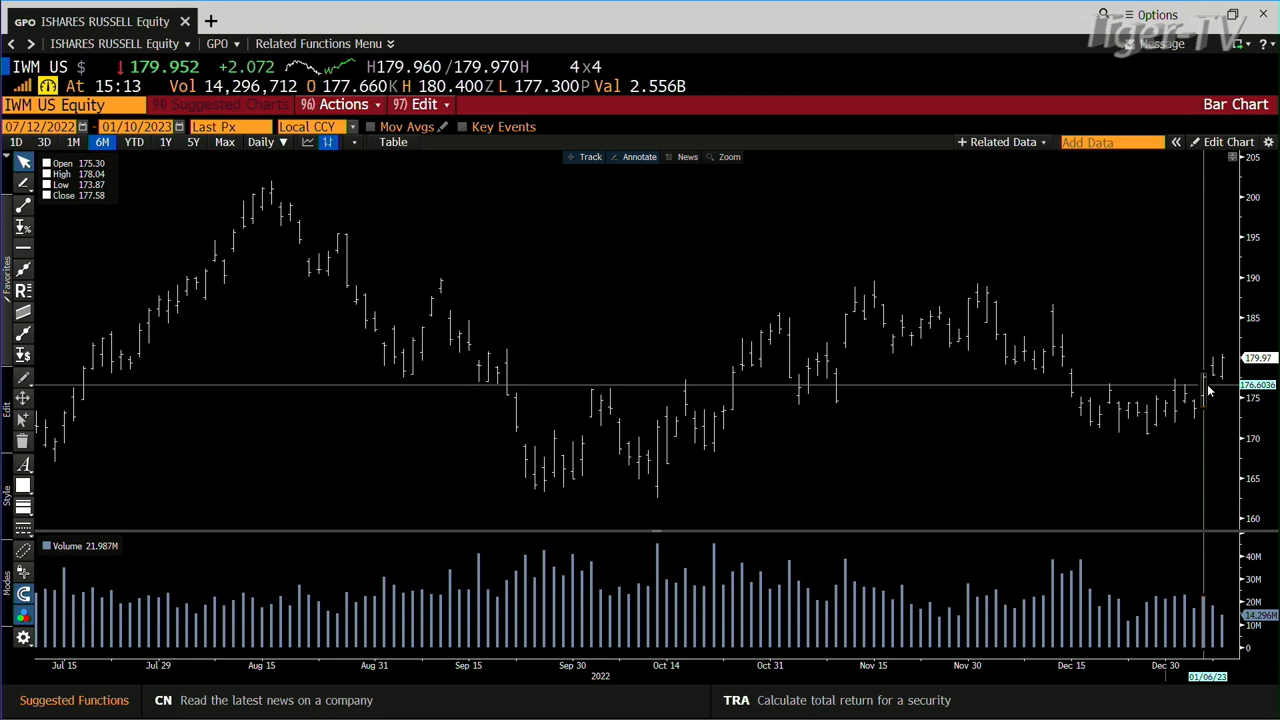 GPO ISHARES RUSSELL Equity
Options
ISHARES RUSSELL Equity GPO Related Functions Menu
Message ?
Tiger-TV
IWM US $ 179.952 +2.072 H179.960/179.970H 4x4
At 15:13 Vol 14,296,712 O 177.660K H 180.400Z L 177.300P Val 2.556B
IWM US Equity 94) Suggested Charts 96) Actions 97) Edit Bar Chart
07/12/2022 - 01/10/2023 Last Px Local CCY Mov Avgs Key Events
1D 3D 1M 6M YTD 1Y 5Y Max Daily Table + Related Data Add Data Edit Chart
Track Annotate News Zoom
Open 175.30
High 178.04
Low 173.87
Close 177.58
205
200
195
190
185
179.97
176.6036
175
170
165
160
Favorites
Edit
Style
Modes
Volume 21.987M
40M
30M
20M
14.296M
10M
0
Jul 15 Jul 29 Aug 15 Aug 31 Sep 15 Sep 30 Oct 14 Oct 31 Nov 15 Nov 30 Dec 15 Dec 30
2022 01/06/23
Suggested Functions CN Read the latest news on a company TRA Calculate total return for a security